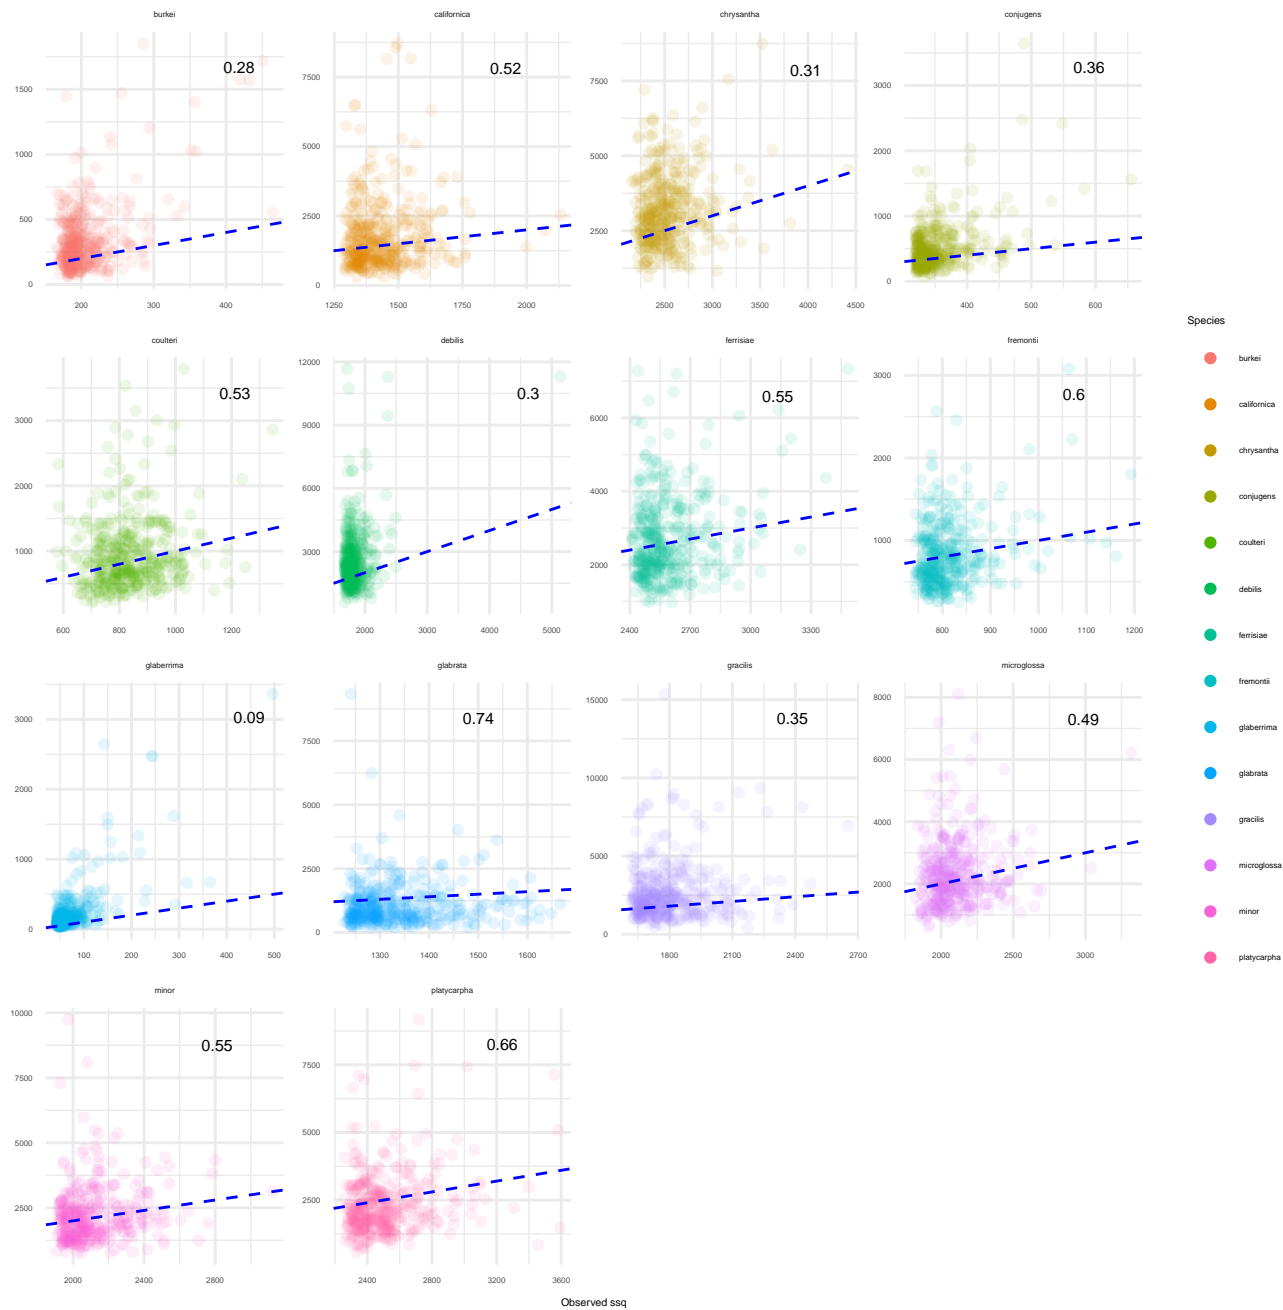 burkei californica chrysantha conjugens
0.28 0.52 0.31 0.36
1500
1000
500
0
200 300 400
7500
5000
2500
0
1250 1500 1750 2000
7500
5000
2500
2500 3000 3500 4000 4500
3000
2000
1000
0
400 500 600
coulteri debilis ferrisiae fremontii
0.53 0.3 0.55 0.6
3000
2000
1000
600 800 1000 1200
12000
9000
6000
3000
2000 3000 4000 5000
6000
4000
2000
2400 2700 3000 3300
3000
2000
1000
800 900 1000 1100 1200
glaberrima glabrata gracilis microglossa
0.09 0.74 0.35 0.49
3000
2000
1000
0
100 200 300 400 500
7500
5000
2500
0
1300 1400 1500 1600
15000
10000
5000
0
1800 2100 2400 2700
8000
6000
4000
2000
2000 2500 3000
minor platycarpha
0.55 0.66
10000
7500
5000
2500
2000 2400 2800
7500
5000
2500
2400 2800 3200 3600
Observed ssq
Species
burkei
californica
chrysantha
conjugens
coulteri
debilis
ferrisiae
fremontii
glaberrima
glabrata
gracilis
microglossa
minor
platycarpha